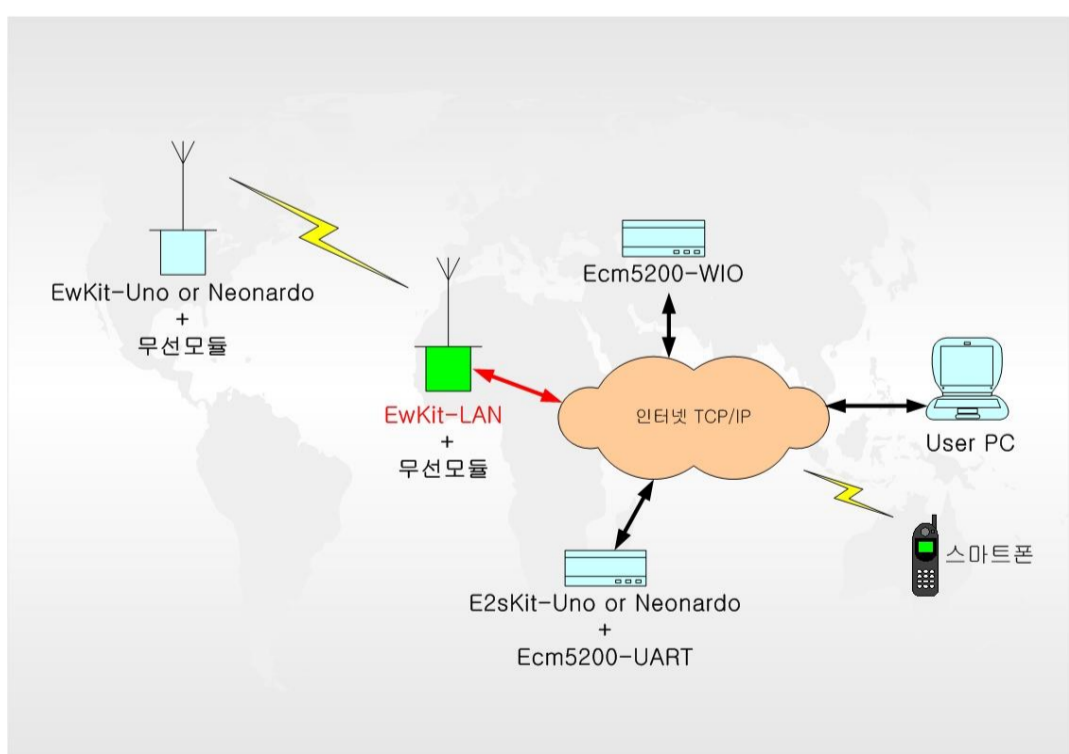 EwKit-Uno or Neonardo
+
무선모듈
EwKit-LAN
+
무선모듈
Ecm5200-WIO
인터넷 TCP/IP
User PC
스마트폰
E2sKit-Uno or Neonardo
+
Ecm5200-UART